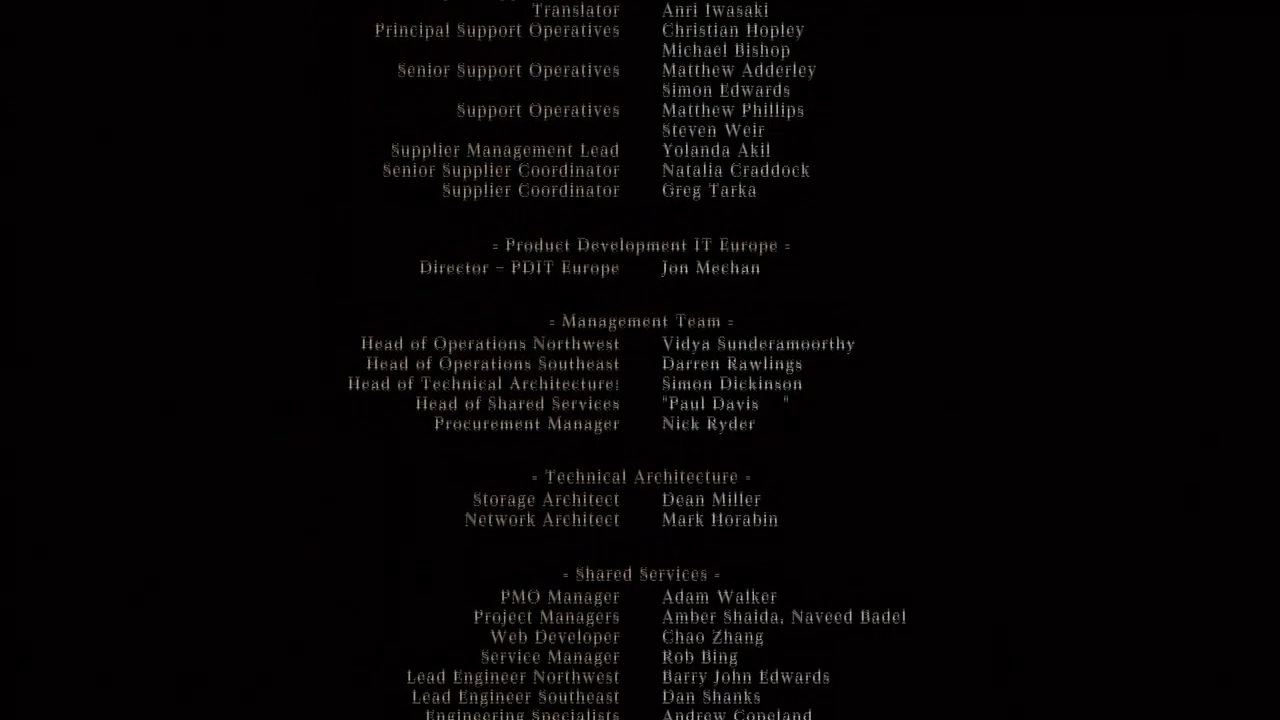 Translator Anri Iwasaki
Principal Support Operatives Christian Hopley
Michael Bishop
Senior Support Operatives Matthew Adderley
Simon Edwards
Support Operatives Matthew Phillips
Steven Weir
Supplier Management Lead Yolanda Akil
Senior Supplier Coordinator Natalia Craddock
Supplier Coordinator Greg Tarka
- Product Development IT Europe -
Director – PDIT Europe Jon Mechan
- Management Team -
Head of Operations Northwest Vidya Sunderamoorthy
Head of Operations Southeast Darren Rawlings
Head of Technical Architecture: Simon Dickinson
Head of Shared Services "Paul Davis "
Procurement Manager Nick Ryder
- Technical Architecture -
Storage Architect Dean Miller
Network Architect Mark Horabin
- Shared Services -
PMO Manager Adam Walker
Project Managers Amber Shaida, Naveed Badel
Web Developer Chao Zhang
Service Manager Rob Bing
Lead Engineer Northwest Barry John Edwards
Lead Engineer Southeast Dan Shanks
Engineering Specialists Andrew Copeland